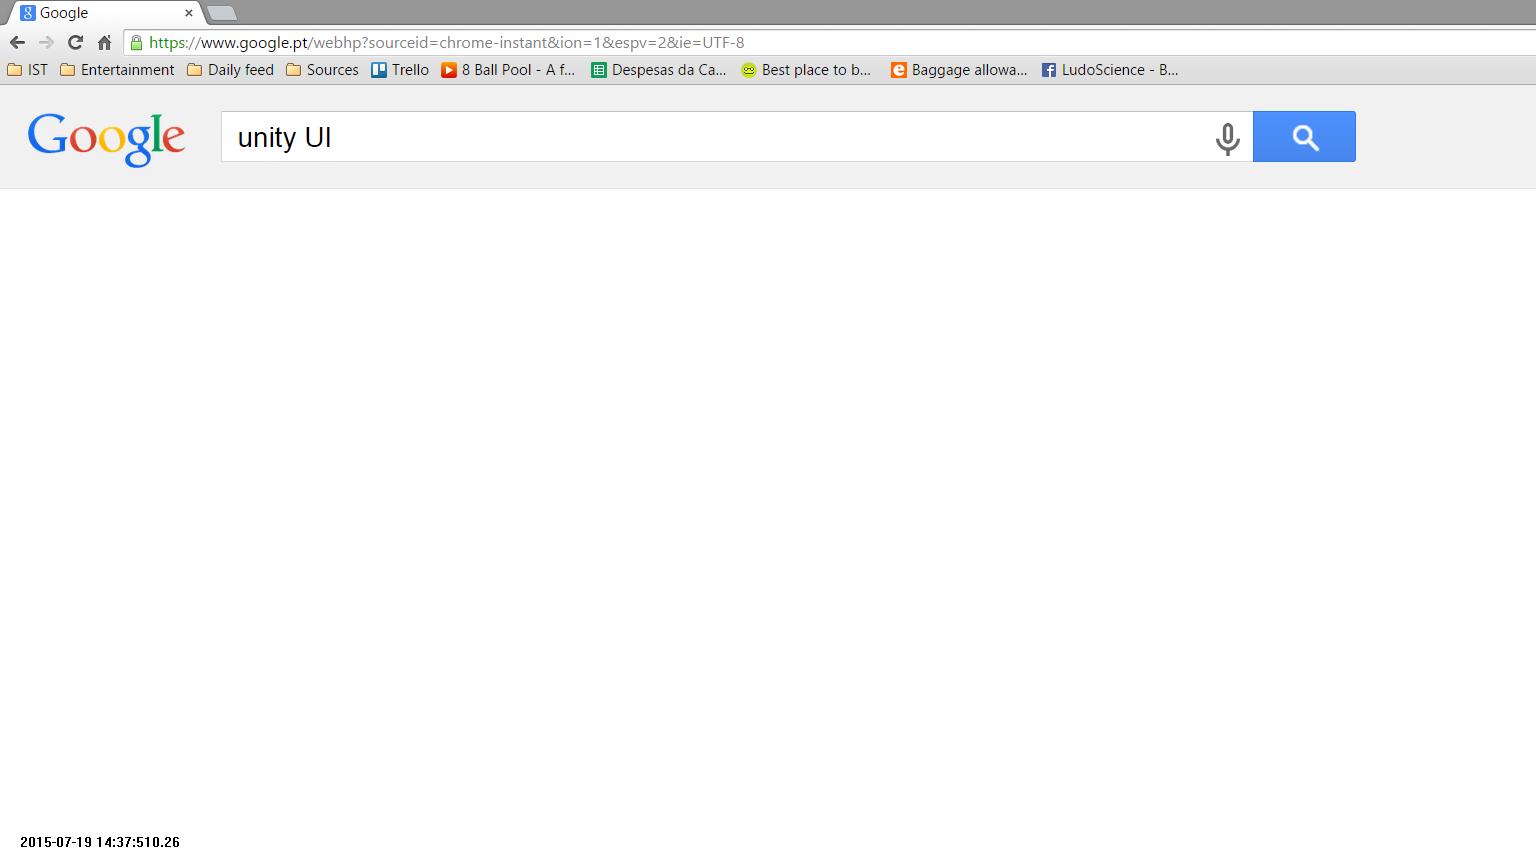 Google
https://www.google.pt/webhp?sourceid=chrome-instant&ion=1&espv=2&ie=UTF-8
IST Entertainment Daily feed Sources Trello 8 Ball Pool - A f... Despesas da Ca... Best place to b... Baggage allowa... LudoScience - B...
Google unity UI
2015-07-19 14:37:510.26